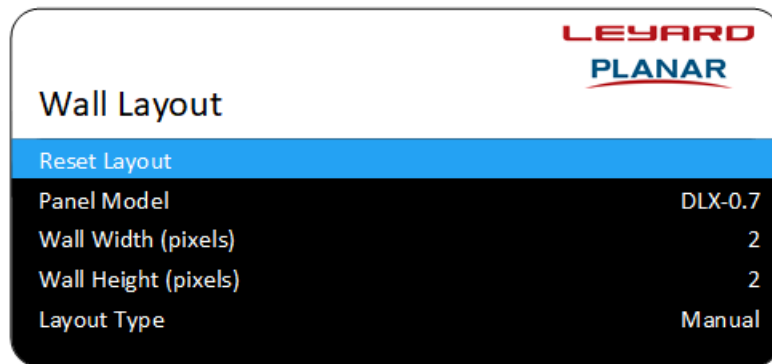 LEYARD
PLANAR
Wall Layout
Reset Layout
Panel Model DLX-0.7
Wall Width (pixels) 2
Wall Height (pixels) 2
Layout Type Manual